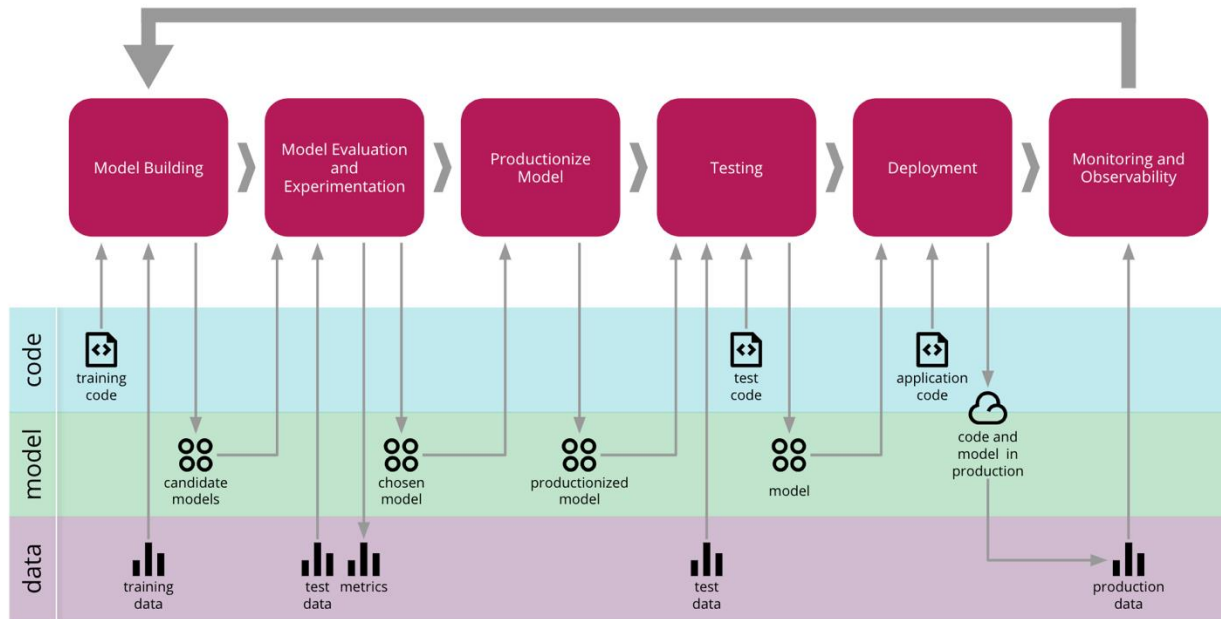 Model Building
Model Evaluation
and
Experimentation
Productionize
Model
Testing
Deployment
Monitoring and
Observability
code
training
code
test
code
application
code
model
candidate
models
chosen
model
productionized
model
model
code and
model in
production
data
training
data
test
data
metrics
test
data
production
data